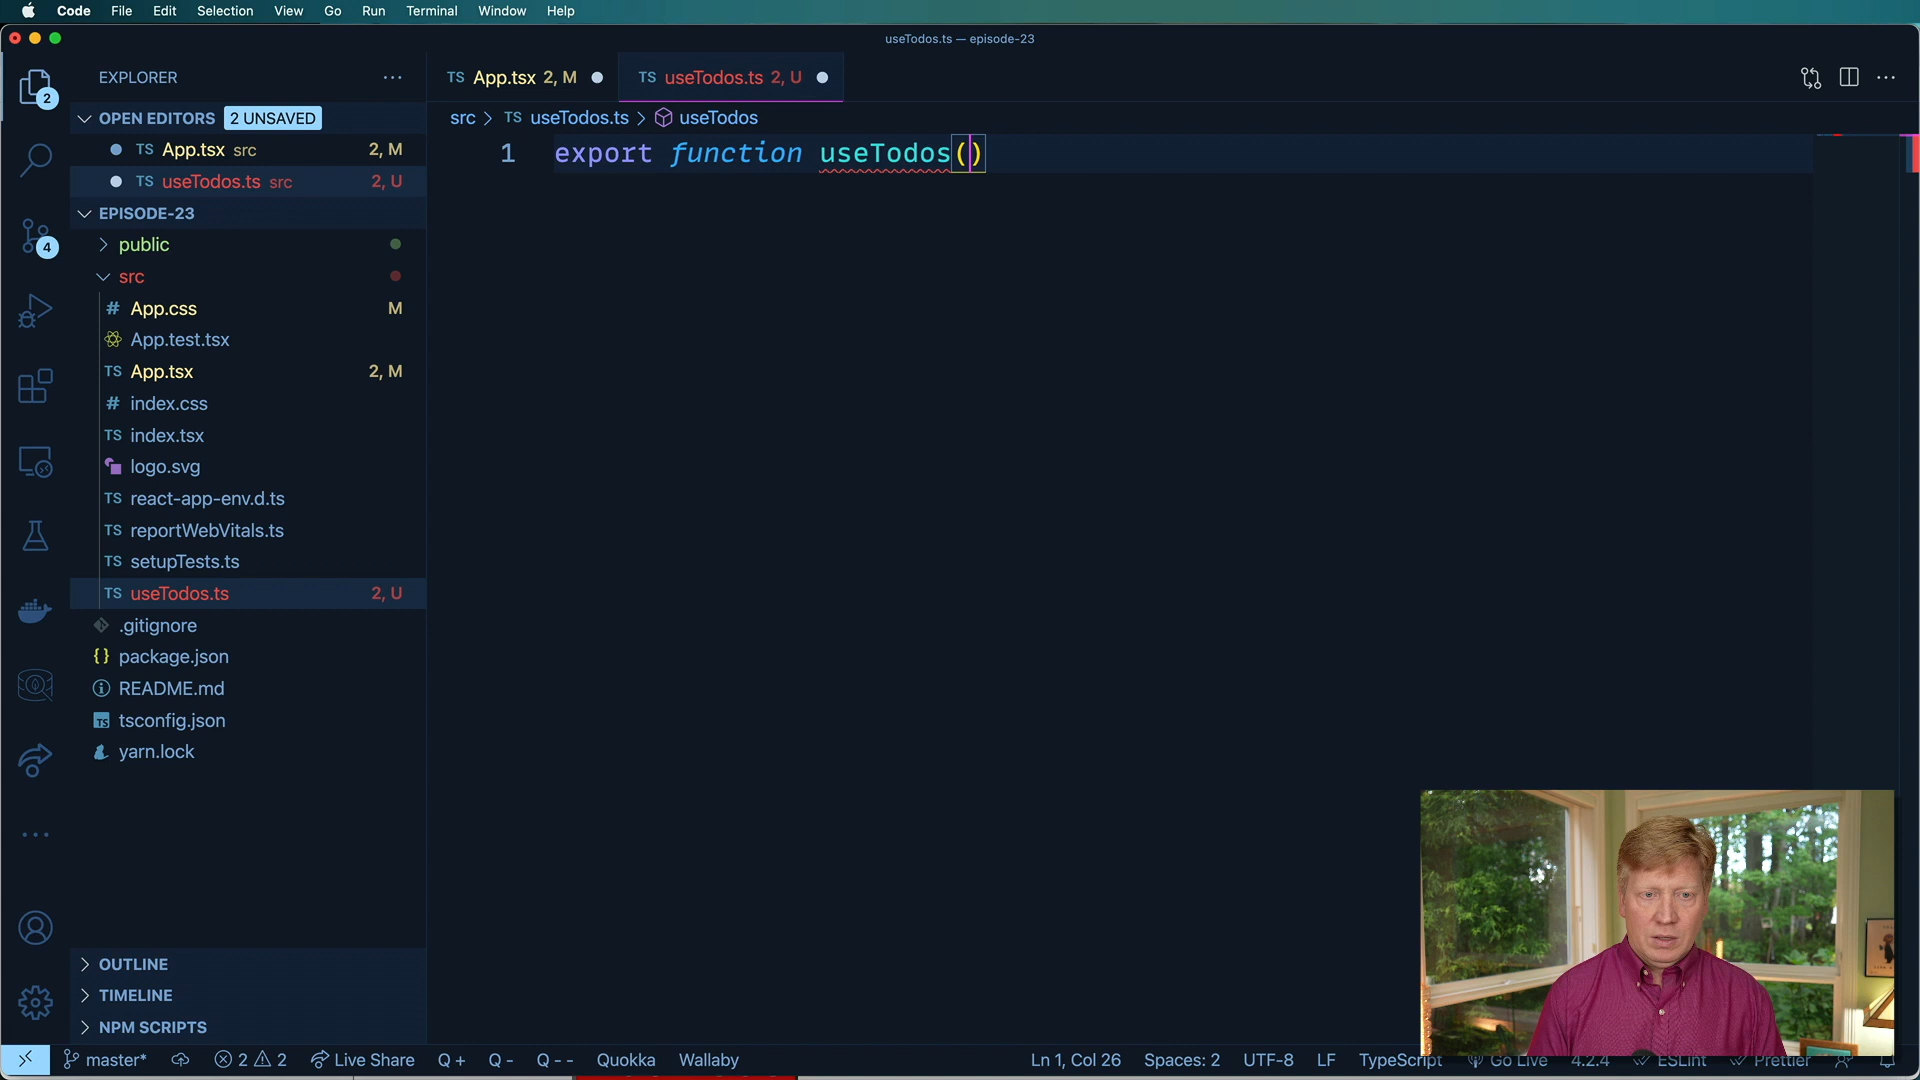 Code File Edit Selection View Go Run Terminal Window Help
useTodos.ts — episode-23
EXPLORER
TS App.tsx 2, M
TS useTodos.ts 2, U
OPEN EDITORS 2 UNSAVED
src > TS useTodos.ts > useTodos
TS App.tsx src 2, M
1 export function useTodos()
TS useTodos.ts src 2, U
EPISODE-23
public
src
# App.css M
App.test.tsx
TS App.tsx 2, M
# index.css
TS index.tsx
logo.svg
TS react-app-env.d.ts
TS reportWebVitals.ts
TS setupTests.ts
TS useTodos.ts 2, U
.gitignore
{} package.json
README.md
TS tsconfig.json
yarn.lock
2
4
OUTLINE
TIMELINE
NPM SCRIPTS
master* 2 2 Live Share Q + Q - Q - - Quokka Wallaby Ln 1, Col 26 Spaces: 2 UTF-8 LF TypeScript Go Live 4.2.4 ESLint Prettier